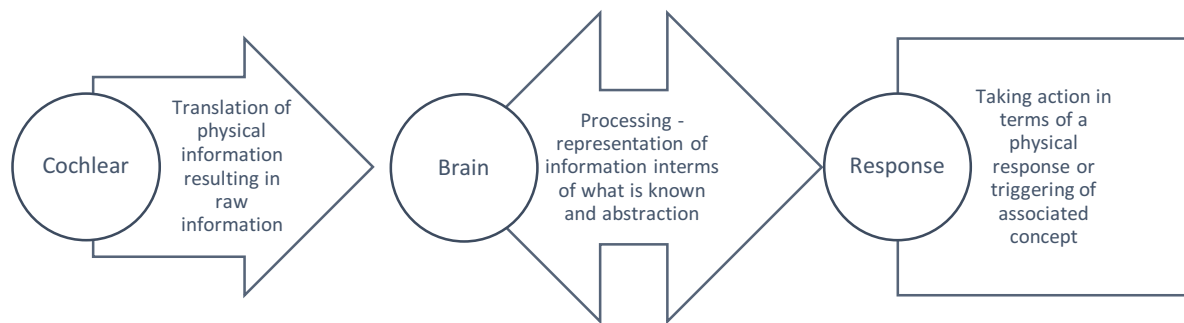 Cochlear
Translation of
physical
information
resulting in
raw
information
Brain
Processing -
representation of
information interms
of what is known
and abstraction
Response
Taking action in
terms of a
physical
response or
triggering of
associated
concept